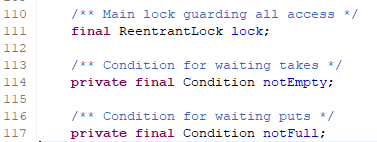 110 /** Main lock guarding all access */
111 final ReentrantLock lock;
112
113 /** Condition for waiting takes */
114 private final Condition notEmpty;
115
116 /** Condition for waiting puts */
117 private final Condition notFull;